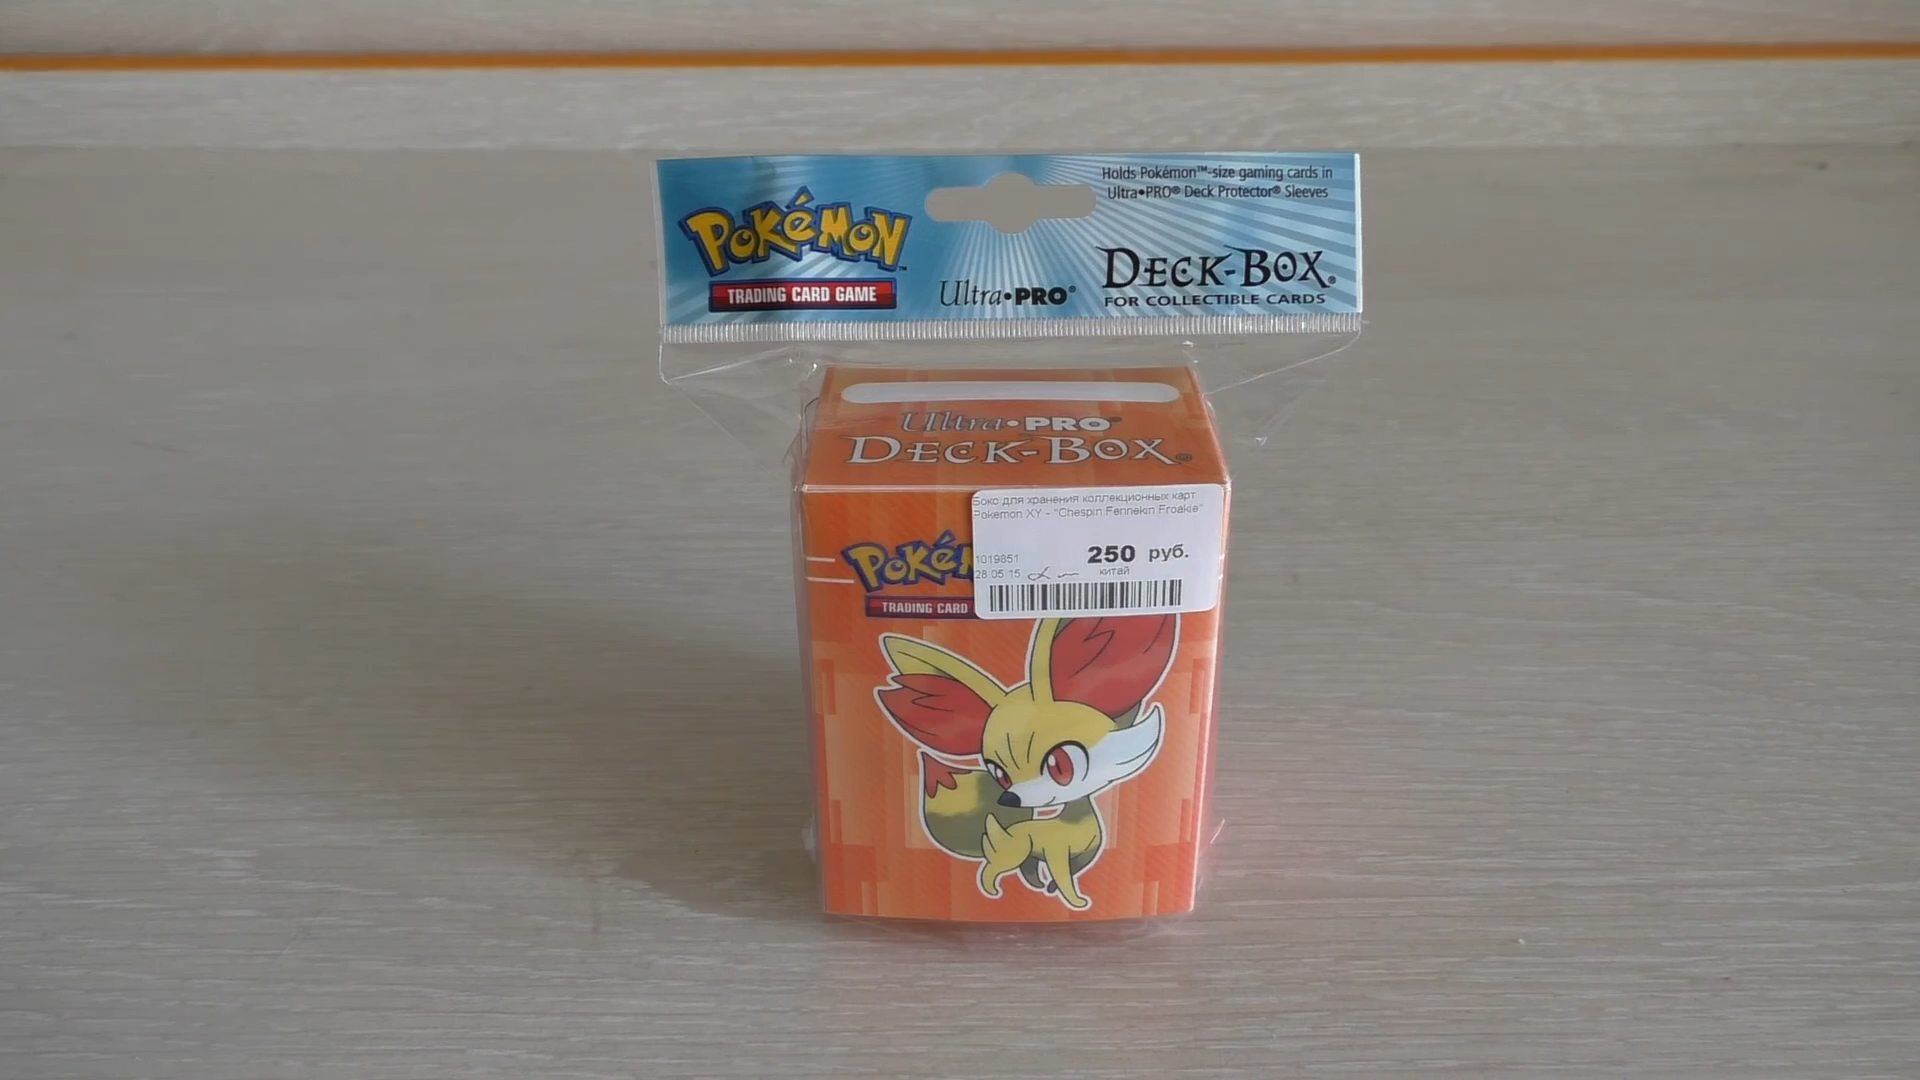 Holds Pokémon™-size gaming cards in
Ultra•PRO® Deck Protector® Sleeves
POKéMON™
TRADING CARD GAME
Ultra•PRO®
DECK-BOX®
FOR COLLECTIBLE CARDS
Ultra•PRO®
DECK-BOX®
Бокс для хранения коллекционных карт
Pokemon XY - "Chespin Fennekin Froakie"
1019851
250 руб.
28.05.15
китай
POKéM
TRADING CARD